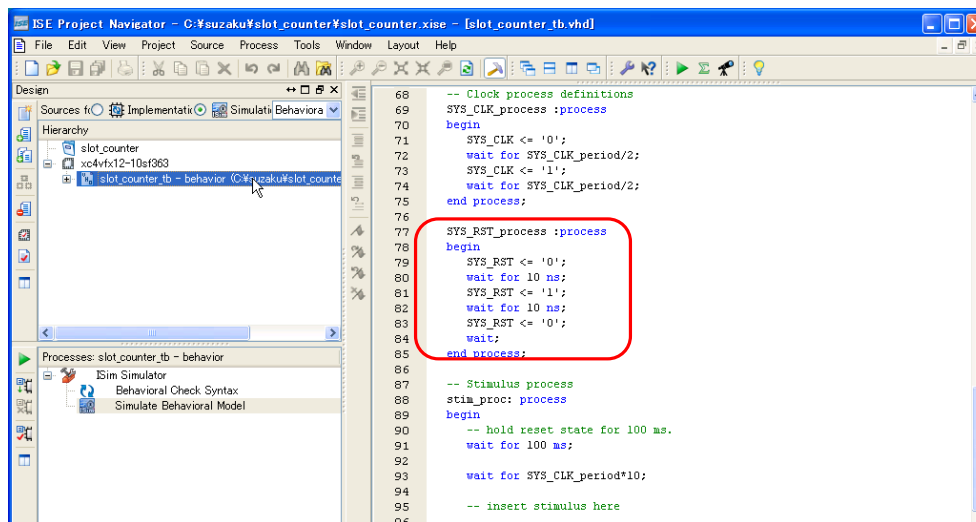 ISE Project Navigator - C:¥suzaku¥slot_counter¥slot_counter.xise - [slot_counter_tb.vhd]
File Edit View Project Source Process Tools Window Layout Help
Design
Sources fo Implementatic Simulati Behaviora
Hierarchy
slot_counter
xc4vfx12-10sf363
slot_counter_tb - behavior (C:¥suzaku¥slot_counte
Processes: slot_counter_tb - behavior
ISim Simulator
Behavioral Check Syntax
Simulate Behavioral Model
68 -- Clock process definitions
69 SYS_CLK_process :process
70 begin
71 SYS_CLK <= '0';
72 wait for SYS_CLK_period/2;
73 SYS_CLK <= '1';
74 wait for SYS_CLK_period/2;
75 end process;
76
77 SYS_RST_process :process
78 begin
79 SYS_RST <= '0';
80 wait for 10 ns;
81 SYS_RST <= '1';
82 wait for 10 ns;
83 SYS_RST <= '0';
84 wait;
85 end process;
86
87 -- Stimulus process
88 stim_proc: process
89 begin
90 -- hold reset state for 100 ms.
91 wait for 100 ms;
92
93 wait for SYS_CLK_period*10;
94
95 -- insert stimulus here
96